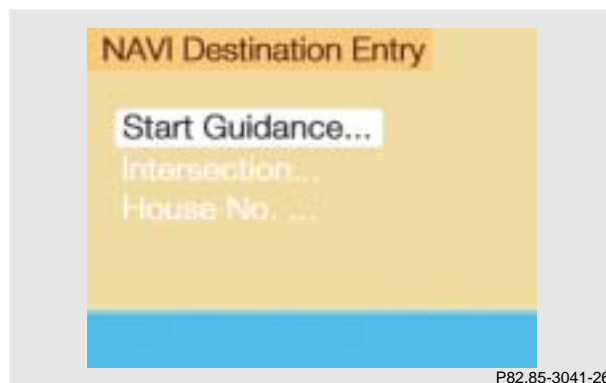 NAVI Destination Entry
Start Guidance...
Intersection...
House No. ...
P82.85-3041-26